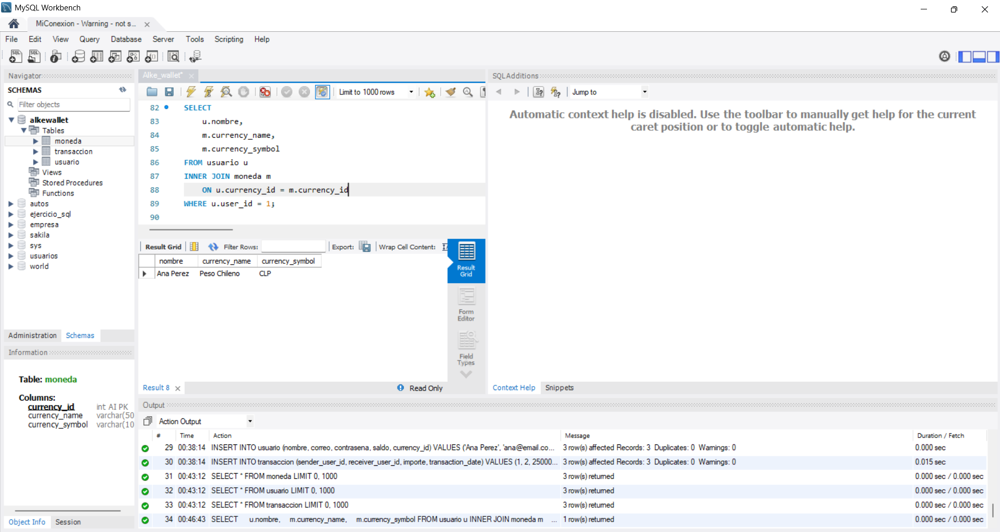 MySQL Workbench
MiConexion - Warning - not s...
File Edit View Query Database Server Tools Scripting Help
Navigator
SCHEMAS
Filter objects
alkewallet
Tables
moneda
transaccion
usuario
Views
Stored Procedures
Functions
autos
ejercicio_sql
empresa
sakila
sys
usuarios
world
Administration Schemas
Information
Table: moneda
Columns:
currency_id int AI PK
currency_name varchar(50
currency_symbol varchar(10
Object Info Session
Alke_wallet*
Limit to 1000 rows
82 SELECT
83 u.nombre,
84 m.currency_name,
85 m.currency_symbol
86 FROM usuario u
87 INNER JOIN moneda m
88 ON u.currency_id = m.currency_id
89 WHERE u.user_id = 1;
90
Result Grid Filter Rows: Export: Wrap Cell Content:
nombre currency_name currency_symbol
Ana Perez Peso Chileno CLP
Result Grid
Form Editor
Field Types
Result 8 Read Only
SQLAdditions
Jump to
Automatic context help is disabled. Use the toolbar to manually get help for the current
caret position or to toggle automatic help.
Context Help Snippets
Output
Action Output
# Time Action Message Duration / Fetch
29 00:38:14 INSERT INTO usuario (nombre, correo, contrasena, saldo, currency_id) VALUES ('Ana Perez', 'ana@email.co... 3 row(s) affected Records: 3 Duplicates: 0 Warnings: 0 0.000 sec
30 00:38:14 INSERT INTO transaccion (sender_user_id, receiver_user_id, importe, transaction_date) VALUES (1, 2, 25000... 3 row(s) affected Records: 3 Duplicates: 0 Warnings: 0 0.015 sec
31 00:43:12 SELECT * FROM moneda LIMIT 0, 1000 3 row(s) returned 0.000 sec / 0.000 sec
32 00:43:12 SELECT * FROM usuario LIMIT 0, 1000 3 row(s) returned 0.000 sec / 0.000 sec
33 00:43:12 SELECT * FROM transaccion LIMIT 0, 1000 3 row(s) returned 0.000 sec / 0.000 sec
34 00:46:43 SELECT u.nombre, m.currency_name, m.currency_symbol FROM usuario u INNER JOIN moneda m ... 1 row(s) returned 0.000 sec / 0.000 sec